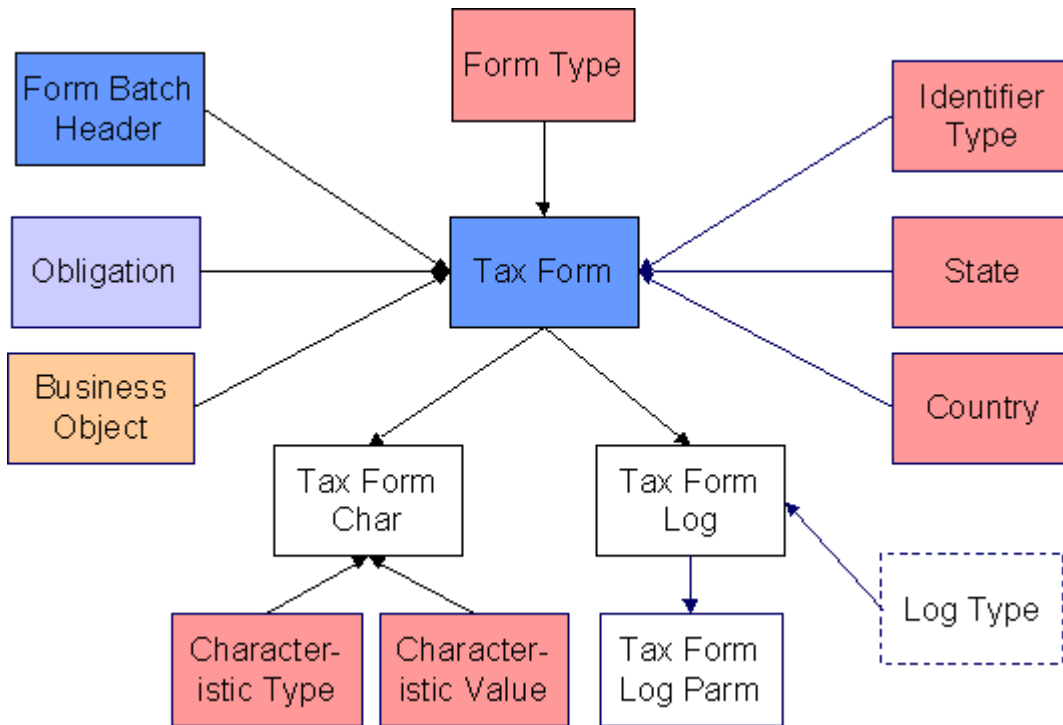 Form Type
Form Batch
Header
Identifier
Type
Obligation
Tax Form
State
Business
Object
Country
Tax Form
Char
Tax Form
Log
Log Type
Character-
istic Type
Character-
istic Value
Tax Form
Log Parm